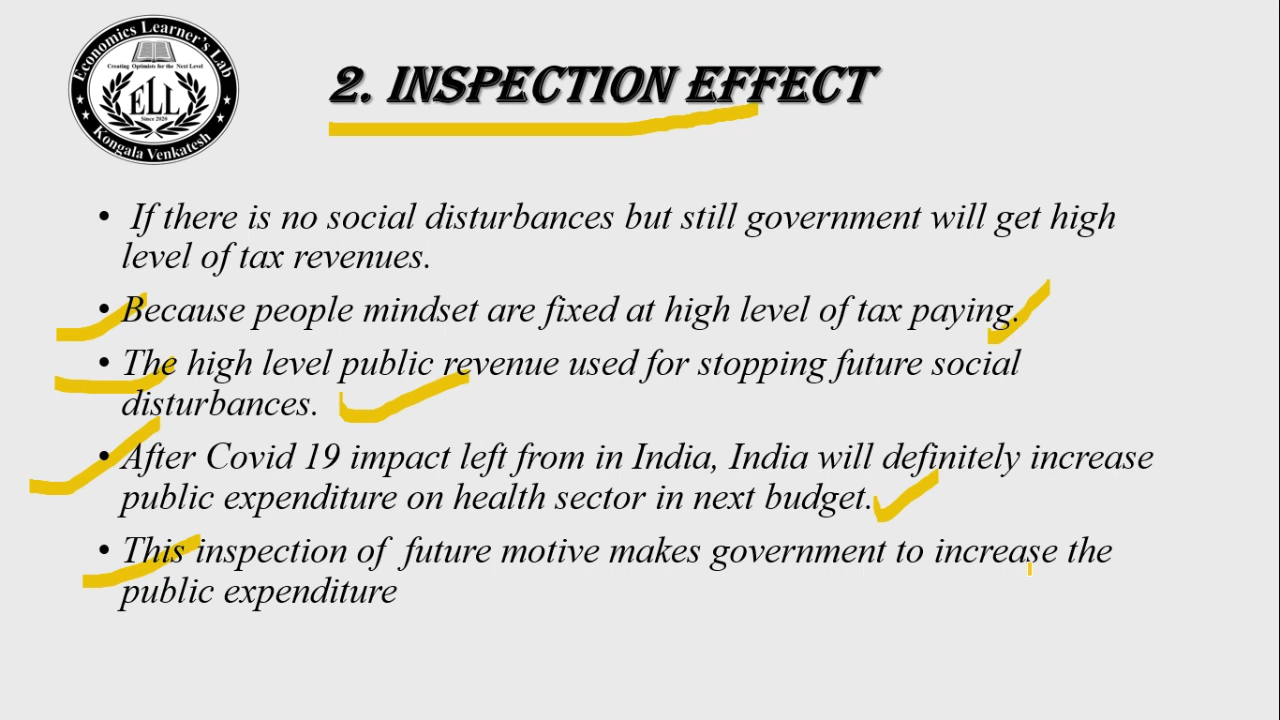 Economics Learner's Lab
Creating Optimists for the Next Level
ELL
Since 2020
Kongala Venkatesh
2. INSPECTION EFFECT
• If there is no social disturbances but still government will get high
level of tax revenues.
• Because people mindset are fixed at high level of tax paying.
• The high level public revenue used for stopping future social
disturbances.
• After Covid 19 impact left from in India, India will definitely increase
public expenditure on health sector in next budget.
• This inspection of future motive makes government to increase the
public expenditure